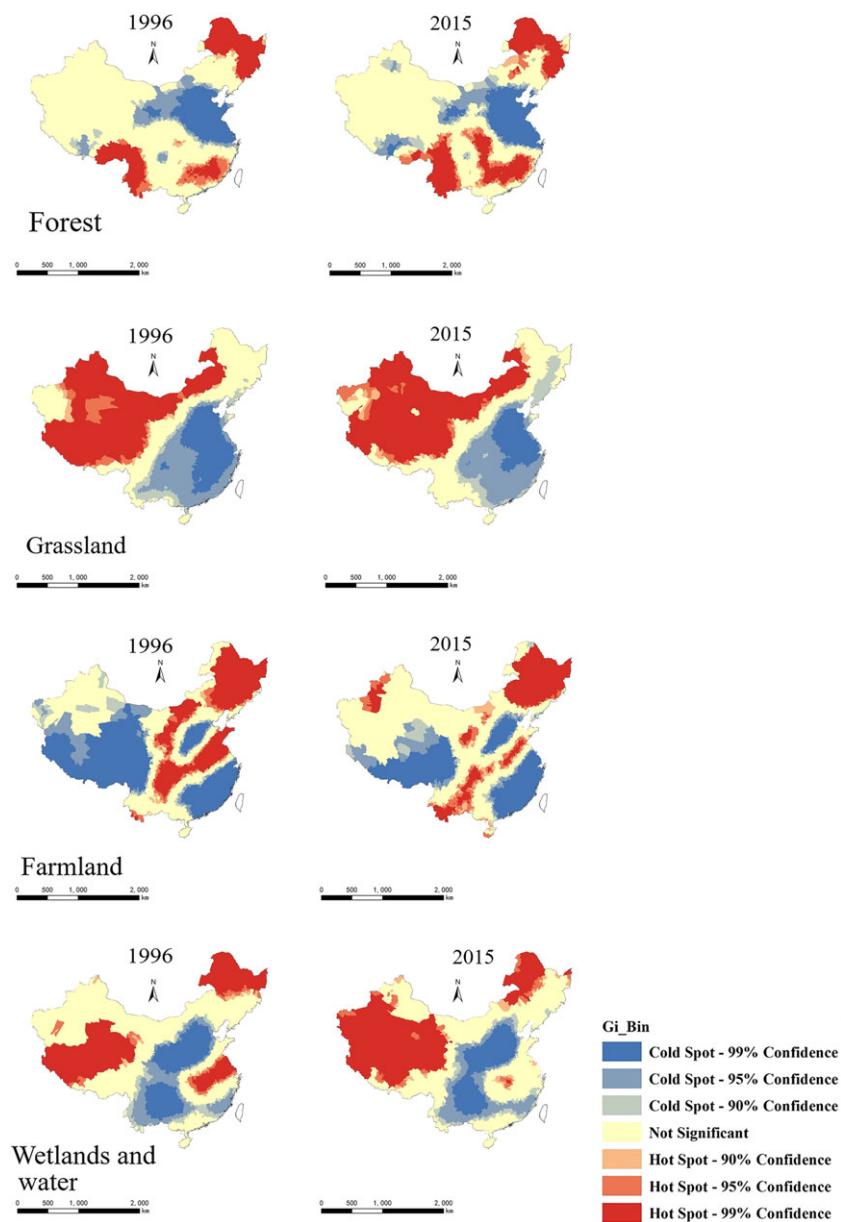 1996
2015
N
N
Forest
0 500 1, 000 2, 000
km
0 500 1, 000 2, 000
km
1996
2015
N
N
Grassland
0 500 1, 000 2, 000
km
0 500 1, 000 2, 000
km
1996
2015
N
N
Farmland
0 500 1, 000 2, 000
km
0 500 1, 000 2, 000
km
1996
2015
N
N
Wetlands and
water
0 500 1, 000 2, 000
km
0 500 1, 000 2, 000
km
Gi_Bin
Cold Spot - 99% Confidence
Cold Spot - 95% Confidence
Cold Spot - 90% Confidence
Not Significant
Hot Spot - 90% Confidence
Hot Spot - 95% Confidence
Hot Spot - 99% Confidence